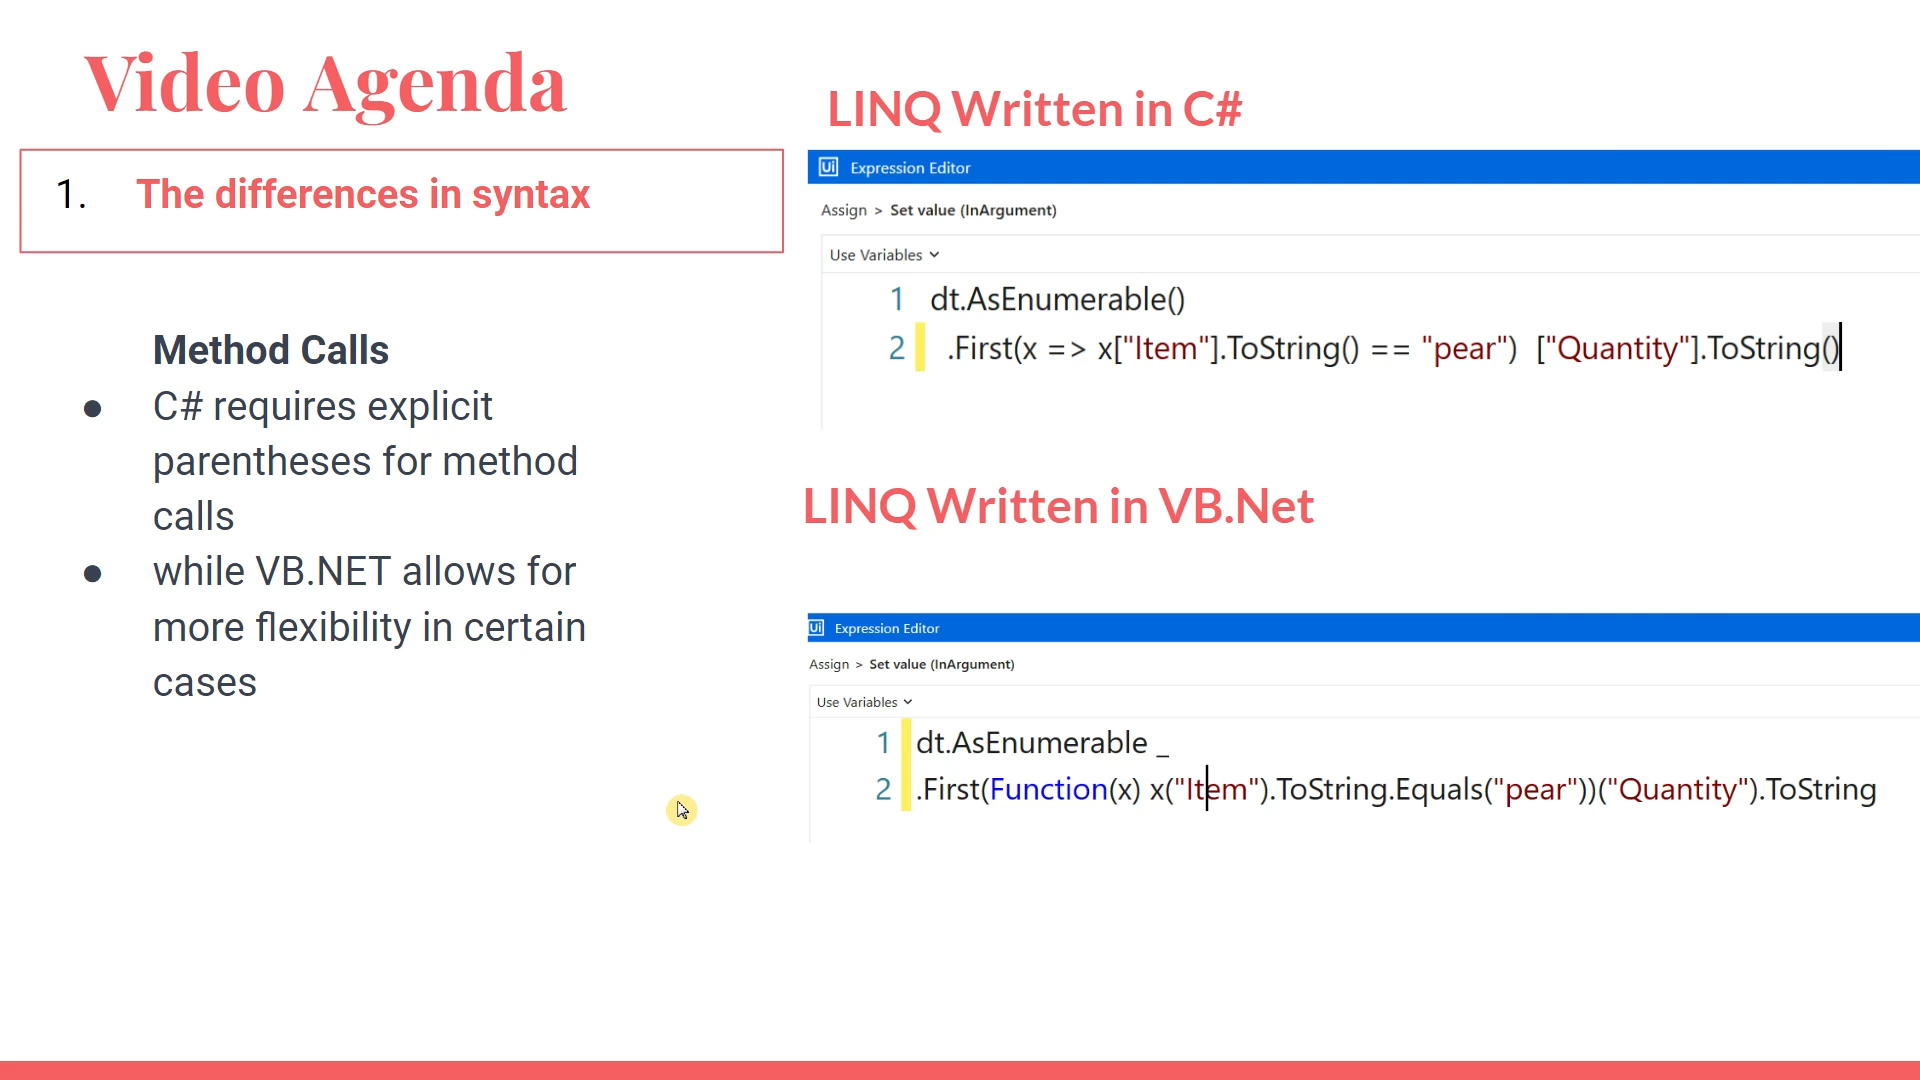 Video Agenda
1. The differences in syntax
Method Calls
● C# requires explicit
parentheses for method
calls
● while VB.NET allows for
more flexibility in certain
cases
LINQ Written in C#
Ui Expression Editor
Assign > Set value (InArgument)
Use Variables
1 dt.AsEnumerable()
2 .First(x => x["Item"].ToString() == "pear") ["Quantity"].ToString()
LINQ Written in VB.Net
Ui Expression Editor
Assign > Set value (InArgument)
Use Variables
1 dt.AsEnumerable _
2 .First(Function(x) x("Item").ToString.Equals("pear"))("Quantity").ToString